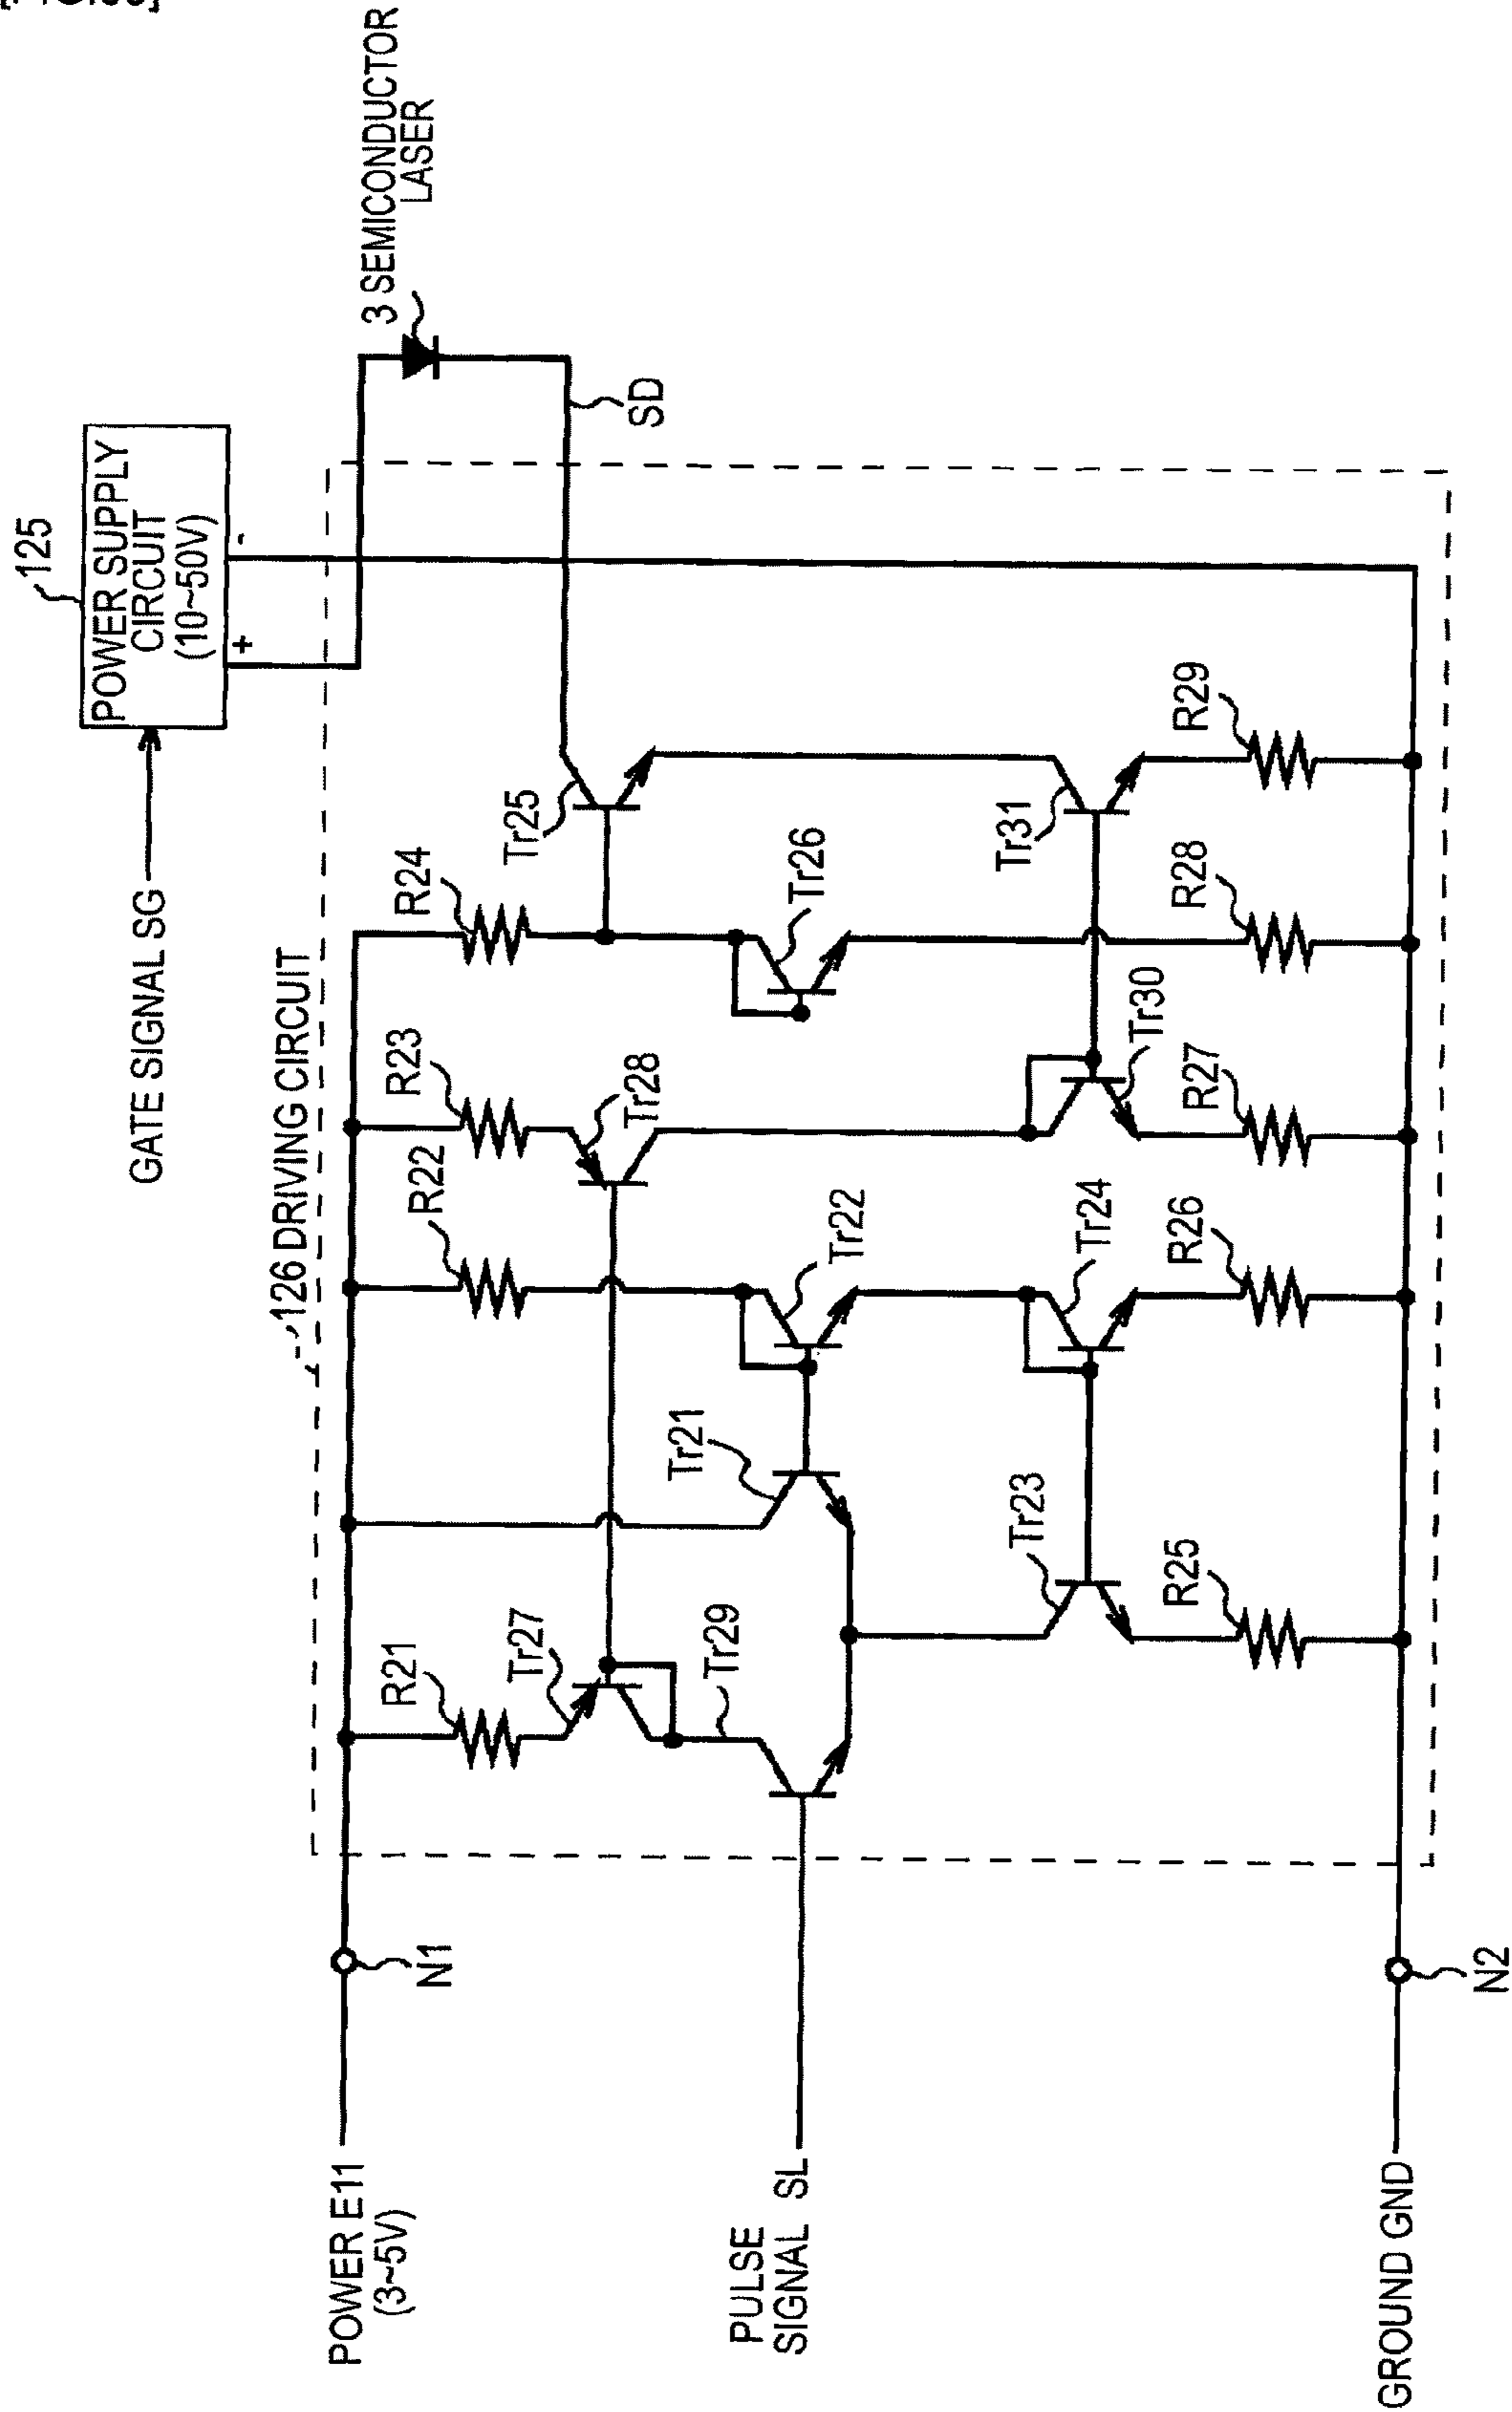 125
POWER SUPPLY
CIRCUIT
(10~50V)
+
-
GATE SIGNAL SG
3 SEMICONDUCTOR
LASER
SD
126 DRIVING CIRCUIT
R21
R22
R23
R24
Tr27
Tr28
Tr25
Tr29
Tr21
Tr22
Tr26
Tr23
Tr24
Tr30
Tr31
R25
R26
R27
R28
R29
POWER E11
(3~5V)
N1
PULSE
SIGNAL SL
GROUND GND
N2